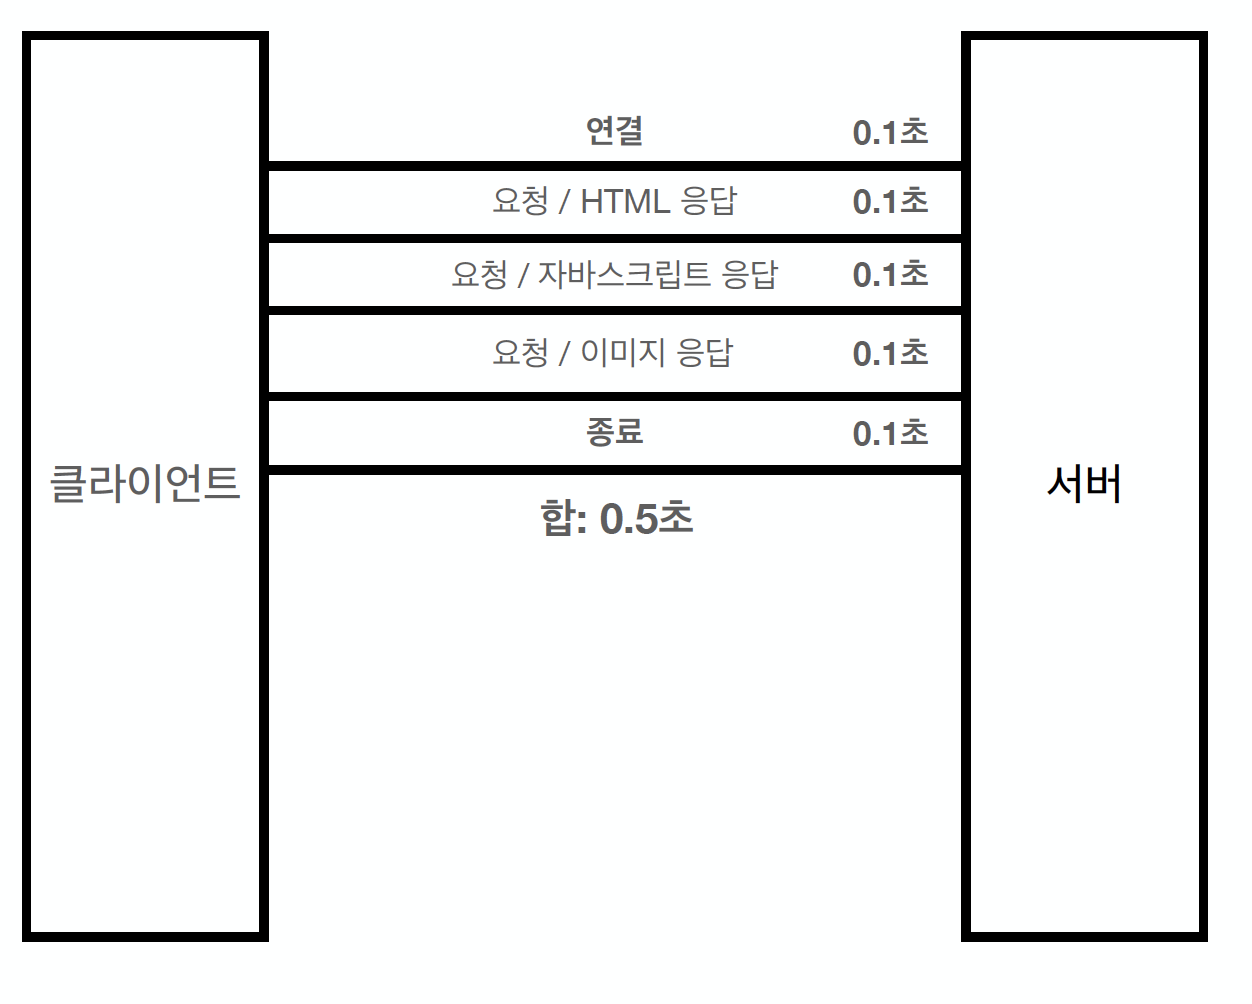 연결 0.1초
요청 / HTML 응답 0.1초
요청 / 자바스크립트 응답 0.1초
요청 / 이미지 응답 0.1초
종료 0.1초
클라이언트
서버
합: 0.5초